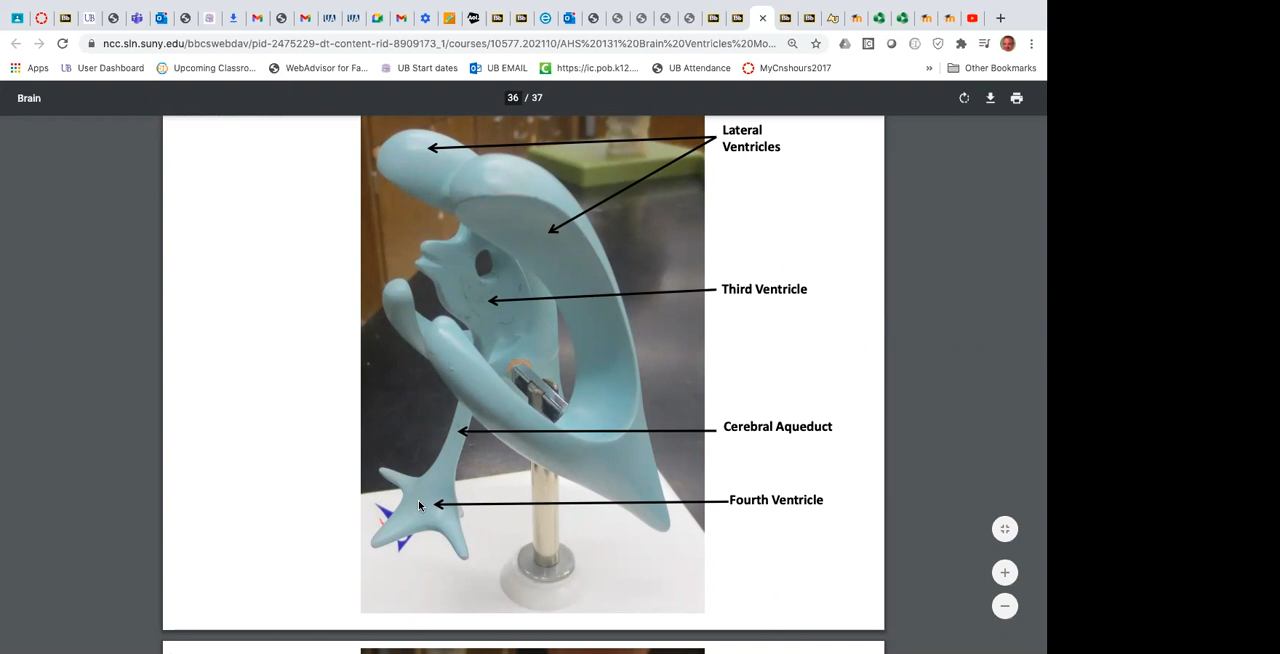 ncc.sln.suny.edu/bbcswebdav/pid-2475229-dt-content-rid-8909173_1/courses/10577.202110/AHS%20131%20Brain%20Ventricles%20Mo...
Apps UB User Dashboard Upcoming Classro... WebAdvisor for Fa... UB Start dates UB EMAIL https://ic.pob.k12.... UB Attendance MyCnshours2017 » Other Bookmarks
Brain 36 / 37
Lateral
Ventricles
Third Ventricle
Cerebral Aqueduct
Fourth Ventricle